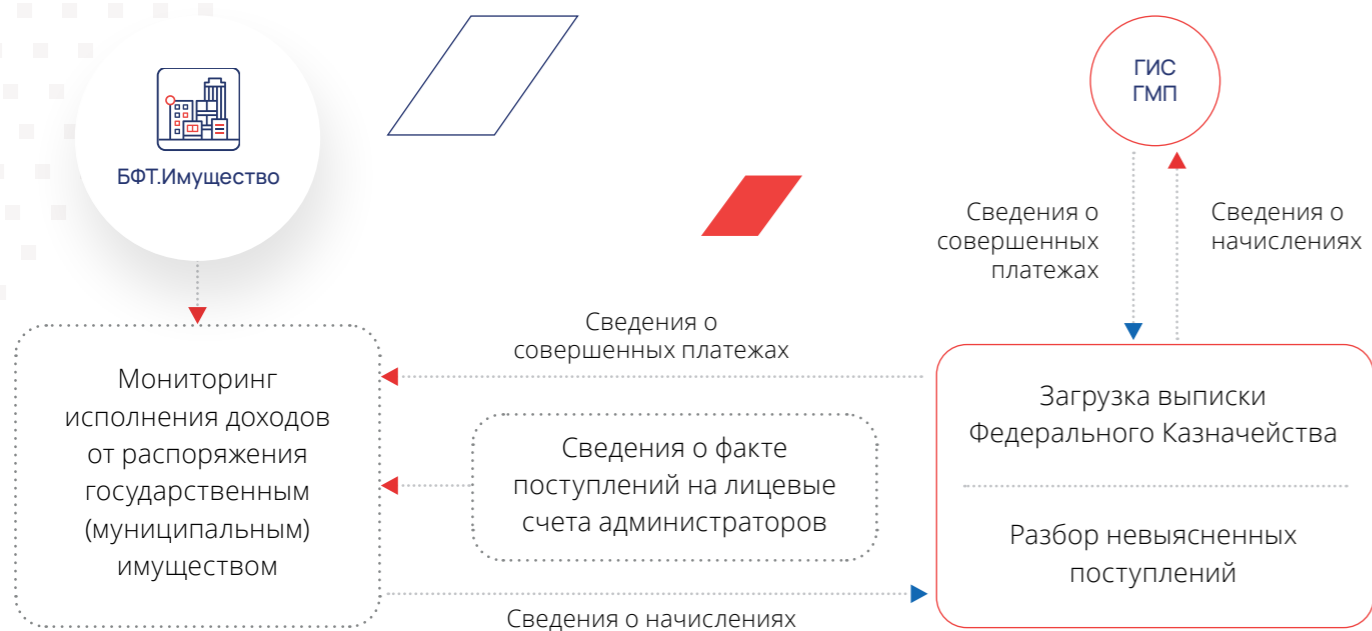 БФТ.Имущество
ГИС
ГМП
Сведения о
совершенных
платежах
Сведения о
начислениях
Сведения о
совершенных платежах
Мониторинг
исполнения доходов
от распоряжения
государственным
(муниципальным)
имуществом
Сведения о факте
поступлений на лицевые
счета администраторов
Загрузка выписки
Федерального Казначейства
Разбор невыясненных
поступлений
Сведения о начислениях